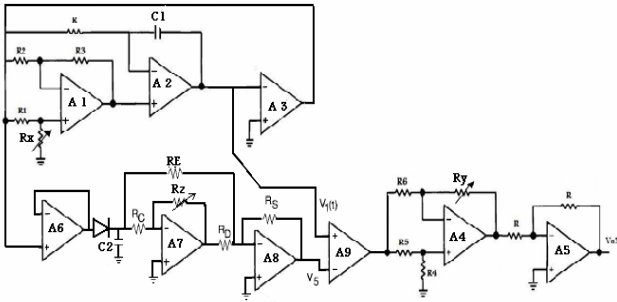 C1
R
R2
R3
A 1
A 2
A 3
R1
Rx
RE
Rz
R6
Ry
R
V₁(t)
RC
RS
A6
C2
A7
RD
A8
A9
R5
A4
R
A5
R4
V5